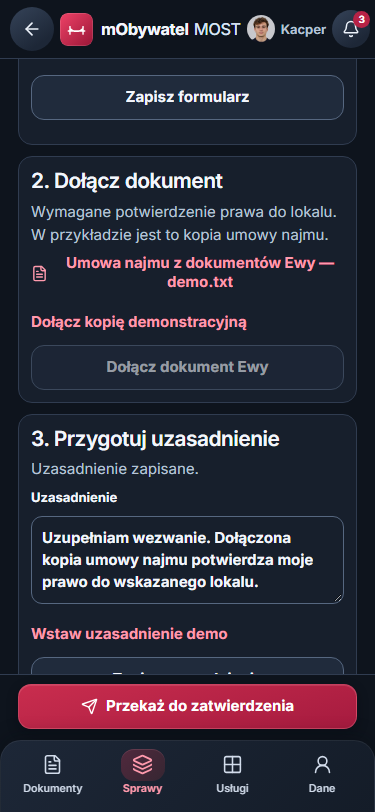 mObywatel MOST
Kacper
3
Zapisz formularz
2. Dołącz dokument
Wymagane potwierdzenie prawa do lokalu.
W przykładzie jest to kopia umowy najmu.
Umowa najmu z dokumentów Ewy —
demo.txt
Dołącz kopię demonstracyjną
Dołącz dokument Ewy
3. Przygotuj uzasadnienie
Uzasadnienie zapisane.
Uzasadnienie
Uzupełniam wezwanie. Dołączona
kopia umowy najmu potwierdza moje
prawo do wskazanego lokalu.
Wstaw uzasadnienie demo
Przekaż do zatwierdzenia
Dokumenty
Sprawy
Usługi
Dane